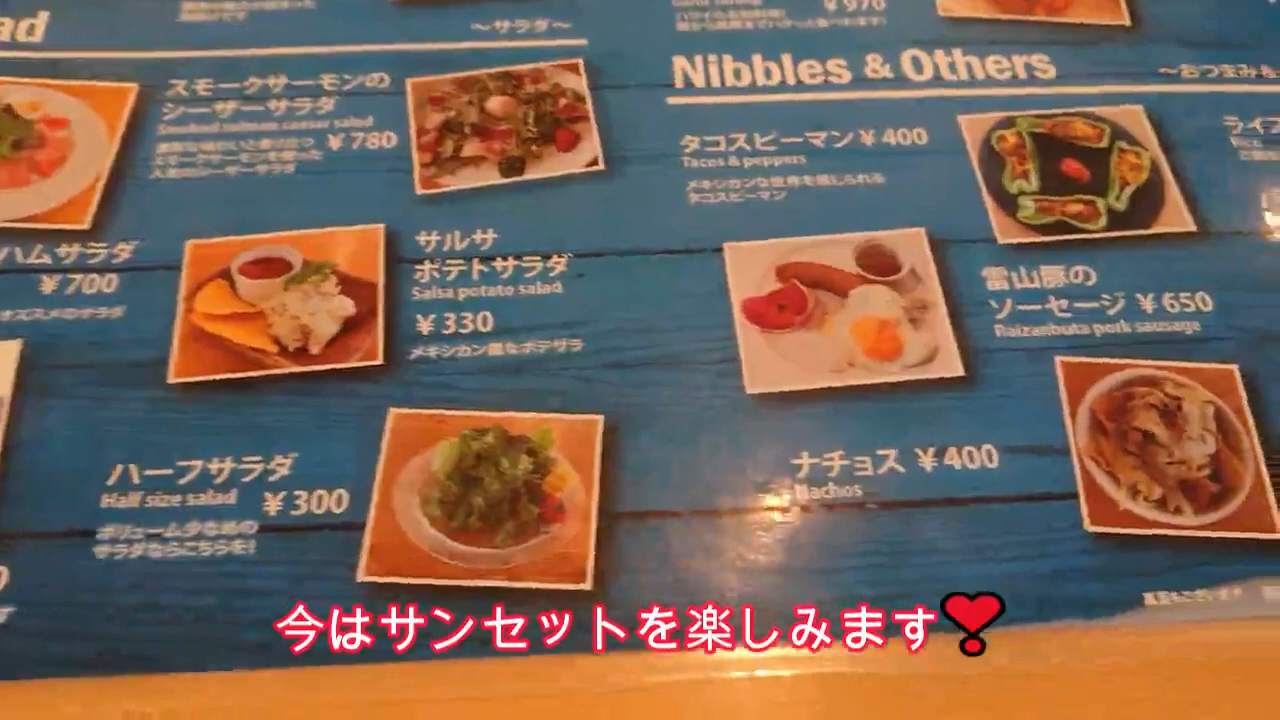 ad
～サラダ～
スモークサーモンの
シーザーサラダ
Smoked salmon caesar salad
￥780
ハムサラダ
￥700
サルサ
ポテトサラダ
Salsa potato salad
￥330
メキシカン風なポテサラ
ハーフサラダ
Half size salad ￥300
ボリューム少なめの
サラダならこちらを!
￥970
Nibbles & Others
タコスピーマン ￥400
Tacos & peppers
メキシカンな世界を感じられる
タコスピーマン
雷山豚の
ソーセージ ￥650
Raizanbuta pork sausage
ナチョス ￥400
Nachos
今はサンセットを楽しみます❣